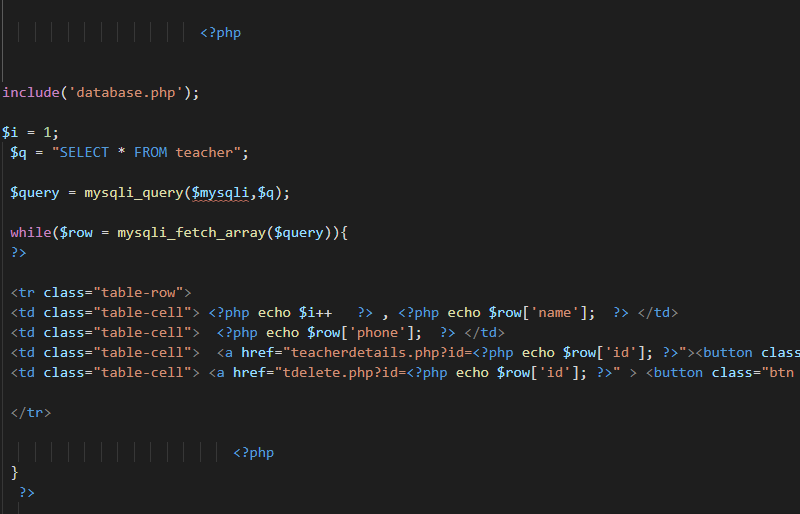 <?php
include('database.php');
$i = 1;
$q = "SELECT * FROM teacher";
$query = mysqli_query($mysqli,$q);
while($row = mysqli_fetch_array($query)){
?>
<tr class="table-row">
<td class="table-cell"> <?php echo $i++   ?> , <?php echo $row['name'];  ?> </td>
<td class="table-cell">  <?php echo $row['phone'];  ?> </td>
<td class="table-cell">  <a href="teacherdetails.php?id=<?php echo $row['id']; ?>"><button class
<td class="table-cell"> <a href="tdelete.php?id=<?php echo $row['id']; ?>" > <button class="btn
</tr>
<?php
}
?>